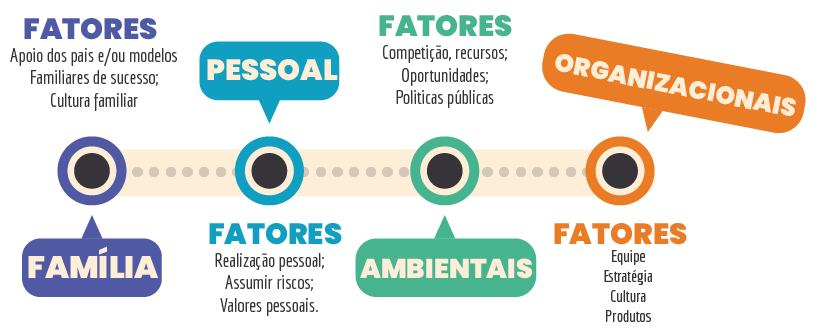 FATORES
Apoio dos pais e/ou modelos
Familiares de sucesso;
Cultura familiar
FAMÍLIA
PESSOAL
FATORES
Realização pessoal;
Assumir riscos;
Valores pessoais.
FATORES
Competição, recursos;
Oportunidades;
Politicas públicas
AMBIENTAIS
ORGANIZACIONAIS
FATORES
Equipe
Estratégia
Cultura
Produtos